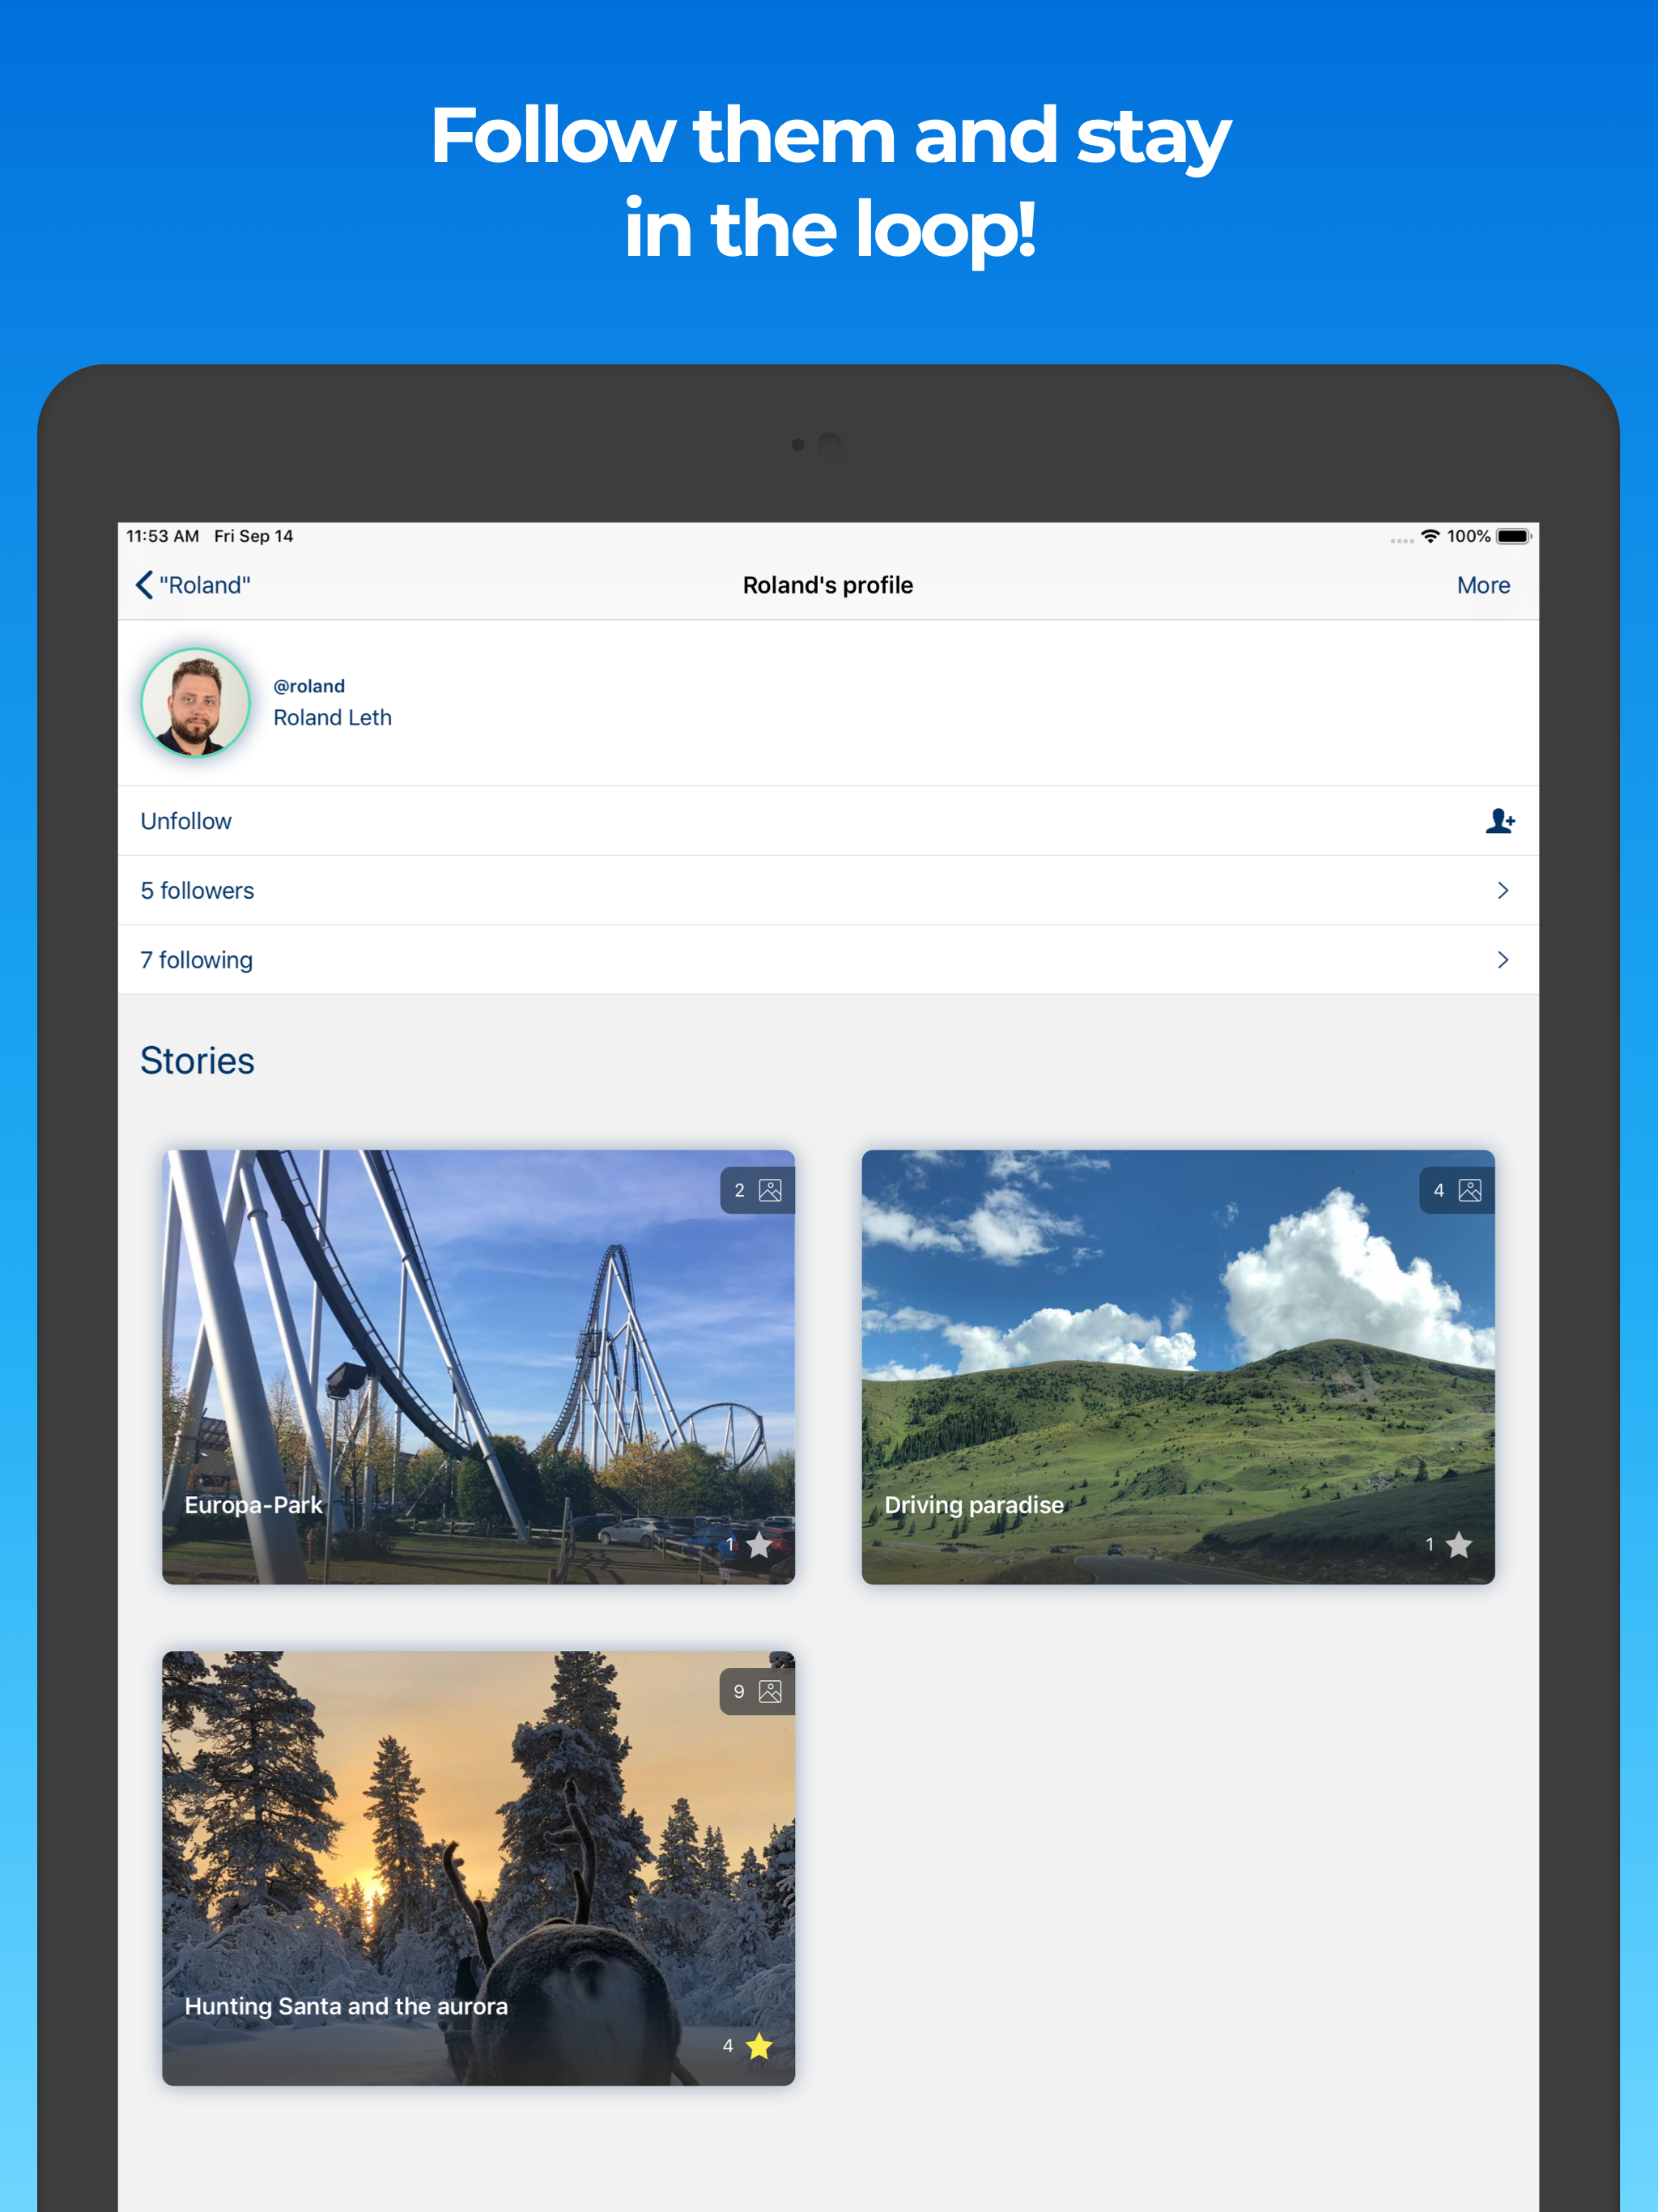 Follow them and stay
in the loop!
11:53 AM Fri Sep 14 100%
"Roland" Roland's profile More
@roland
Roland Leth
Unfollow
5 followers
7 following
Stories
2 4
Europa-Park Driving paradise
1 1
9
Hunting Santa and the aurora
4